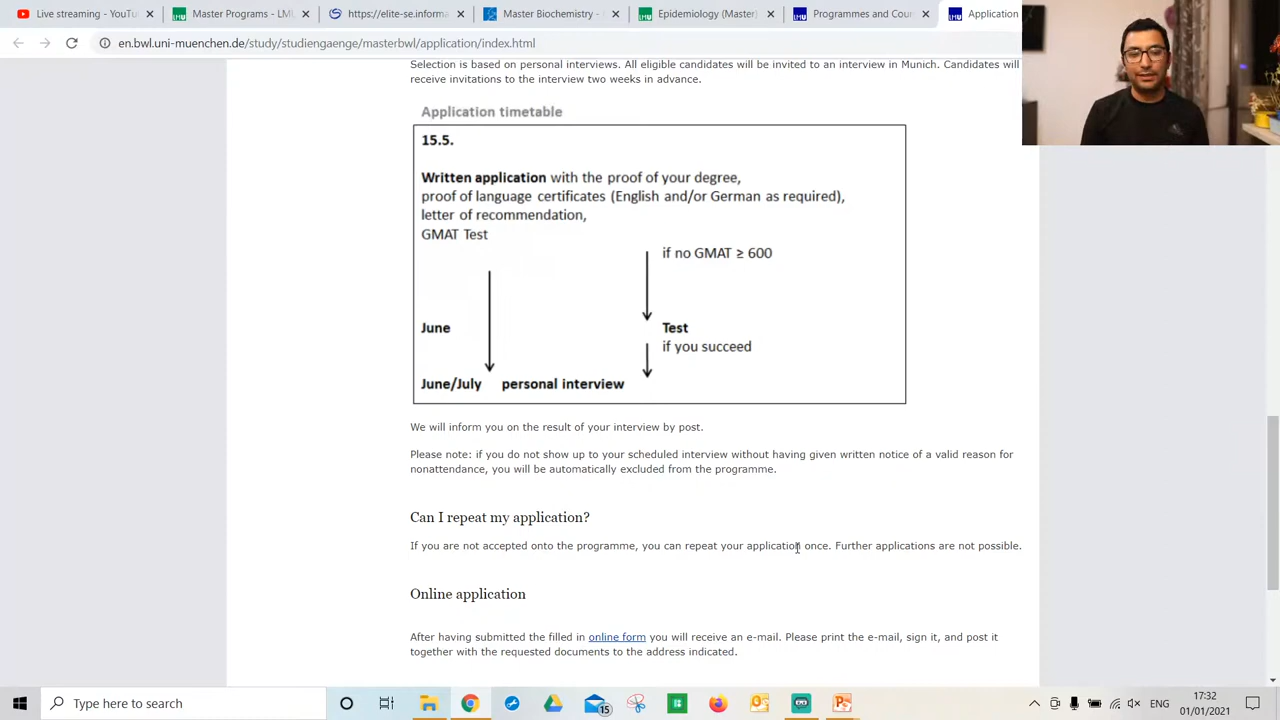 YouTube
Master Programs | M
https://elite-se.informa
Master Biochemistry -
Epidemiology (Master)
Programmes and Cou
Application
en.bwl.uni-muenchen.de/study/studiengaenge/masterbwl/application/index.html
Selection is based on personal interviews. All eligible candidates will be invited to an interview in Munich. Candidates will
receive invitations to the interview two weeks in advance.
Application timetable
15.5.
Written application with the proof of your degree,
proof of language certificates (English and/or German as required),
letter of recommendation,
GMAT Test
if no GMAT ≥ 600
June
Test
if you succeed
June/July personal interview
We will inform you on the result of your interview by post.
Please note: if you do not show up to your scheduled interview without having given written notice of a valid reason for
nonattendance, you will be automatically excluded from the programme.
Can I repeat my application?
If you are not accepted onto the programme, you can repeat your application once. Further applications are not possible.
Online application
After having submitted the filled in online form you will receive an e-mail. Please print the e-mail, sign it, and post it
together with the requested documents to the address indicated.
Type here to search
15
ENG
17:32
01/01/2021